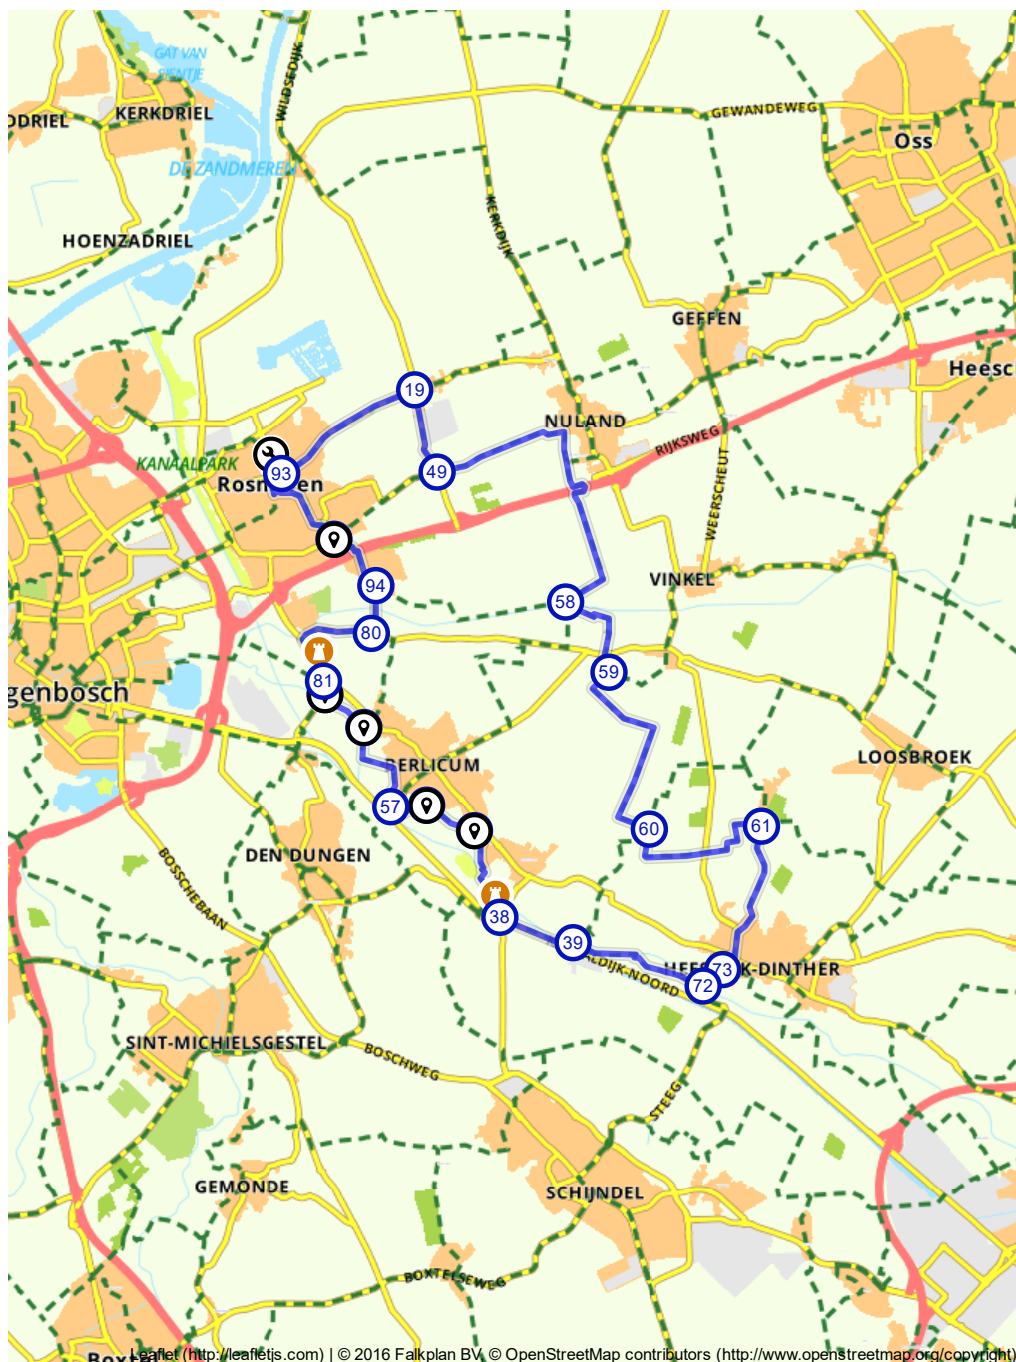 GAT VAN
SIENTJE
WILDSEDIJK
KERKDRIEL
GEWANDEWEG
Oss
DE ZANDMEREN
KERKDIJK
HOENZADRIEL
GEFFEN
Heesc
19
NULAND
RIJKSWEG
KANAALPARK
93
49
WEERSCHEUT
94
58
VINKEL
80
59
81
genbosch
LOOSBROEK
BERLICUM
57
60
61
DEN DUNGEN
BOSSCHEBAAN
38
39
73
72
SINT-MICHIELSGESTEL
BOSCHWEG
STEEG
GEMONDE
SCHIJNDEL
BOXTELSEWEG
Leaflet (http://leafletjs.com) | © 2016 Falkplan BV, © OpenStreetMap contributors (http://www.openstreetmap.org/copyright)